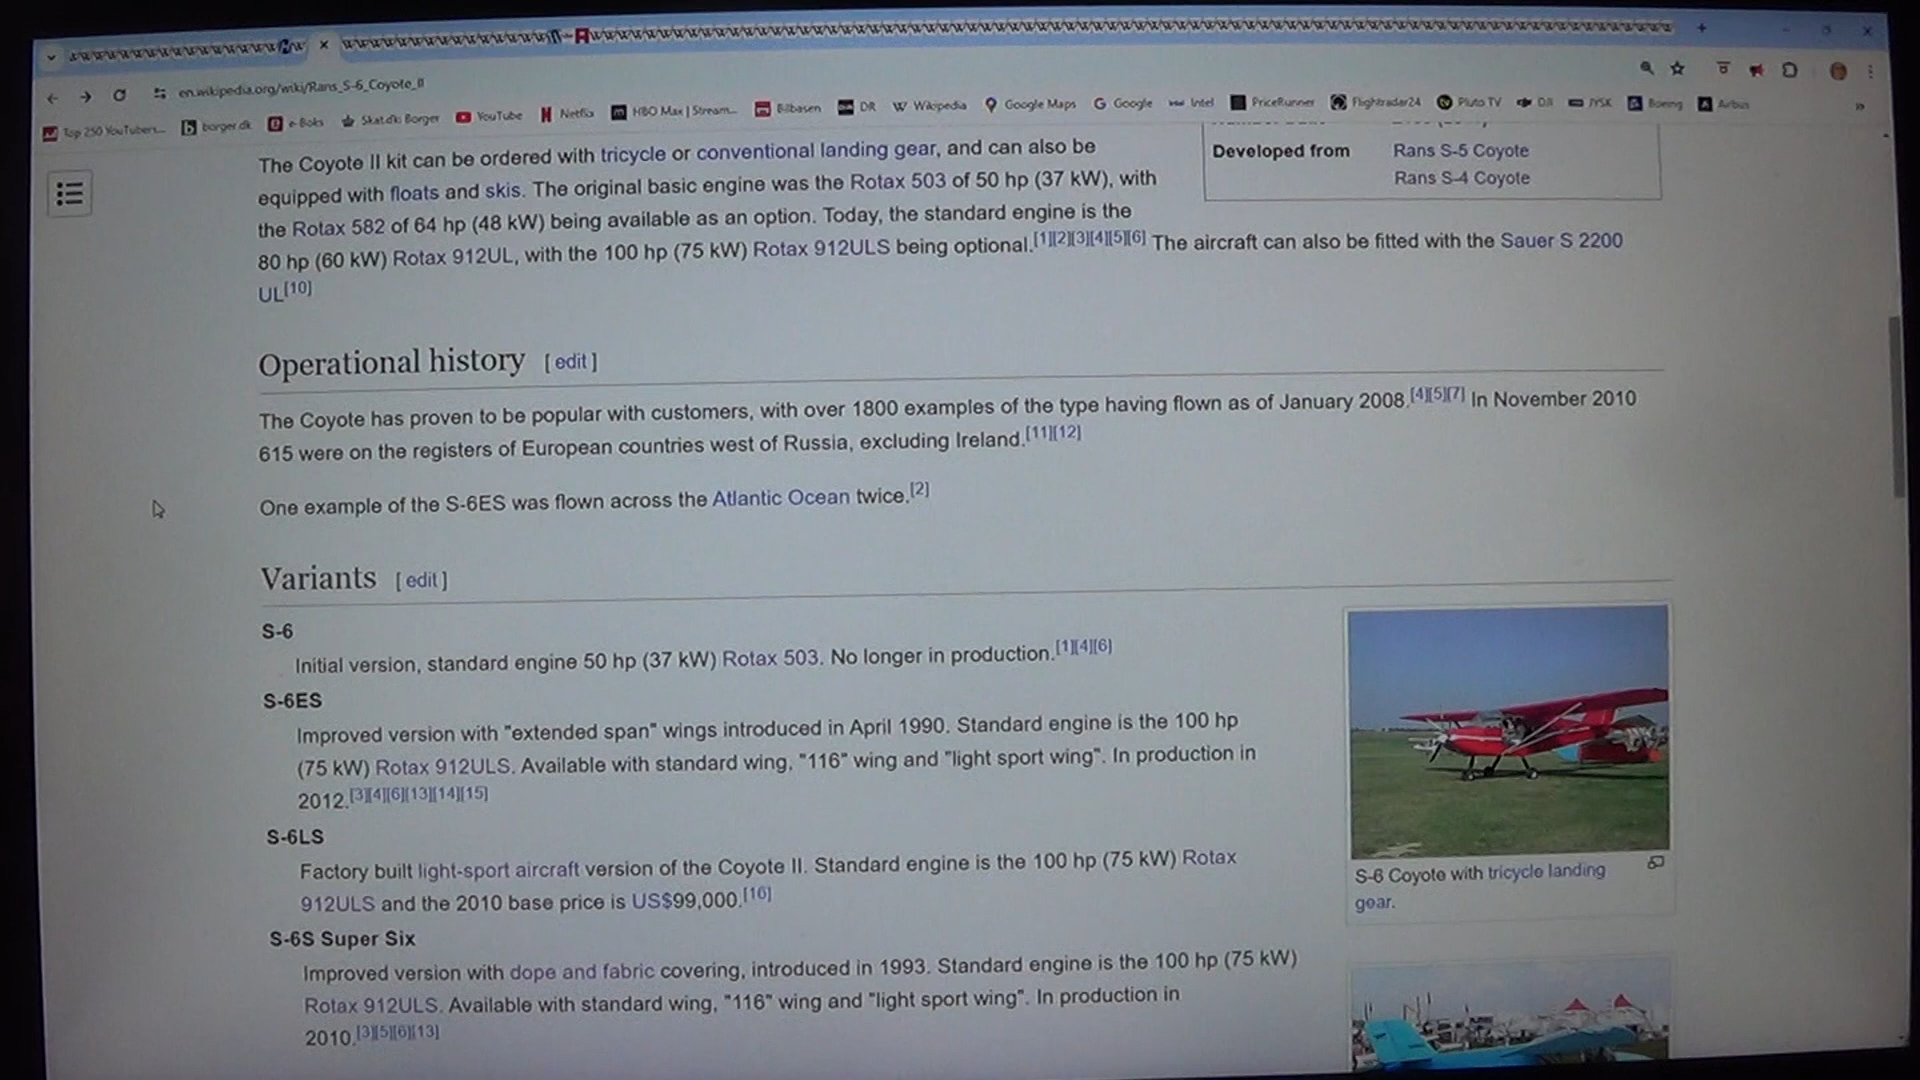 en.wikipedia.org/wiki/Rans_S-6_Coyote_II
Top 250 YouTubers... borger.dk e-Boks Skat.dk: Borger YouTube Netflix HBO Max | Stream... Bilbasen DR Wikipedia Google Maps Google Intel PriceRunner Flightradar24 Pluto TV DJI JYSK Boeing Airbus
The Coyote II kit can be ordered with tricycle or conventional landing gear, and can also be
equipped with floats and skis. The original basic engine was the Rotax 503 of 50 hp (37 kW), with
the Rotax 582 of 64 hp (48 kW) being available as an option. Today, the standard engine is the
80 hp (60 kW) Rotax 912UL, with the 100 hp (75 kW) Rotax 912ULS being optional.[1][2][3][4][5][6] The aircraft can also be fitted with the Sauer S 2200
UL[10]
Developed from Rans S-5 Coyote
Rans S-4 Coyote
Operational history [ edit ]
The Coyote has proven to be popular with customers, with over 1800 examples of the type having flown as of January 2008.[4][5][7] In November 2010
615 were on the registers of European countries west of Russia, excluding Ireland.[11][12]
One example of the S-6ES was flown across the Atlantic Ocean twice.[2]
Variants [ edit ]
S-6
Initial version, standard engine 50 hp (37 kW) Rotax 503. No longer in production.[1][4][6]
S-6ES
Improved version with "extended span" wings introduced in April 1990. Standard engine is the 100 hp
(75 kW) Rotax 912ULS. Available with standard wing, "116" wing and "light sport wing". In production in
2012.[3][4][6][13][14][15]
S-6LS
Factory built light-sport aircraft version of the Coyote II. Standard engine is the 100 hp (75 kW) Rotax
912ULS and the 2010 base price is US$99,000.[16]
S-6S Super Six
Improved version with dope and fabric covering, introduced in 1993. Standard engine is the 100 hp (75 kW)
Rotax 912ULS. Available with standard wing, "116" wing and "light sport wing". In production in
2010.[3][5][6][13]
S-6 Coyote with tricycle landing
gear.